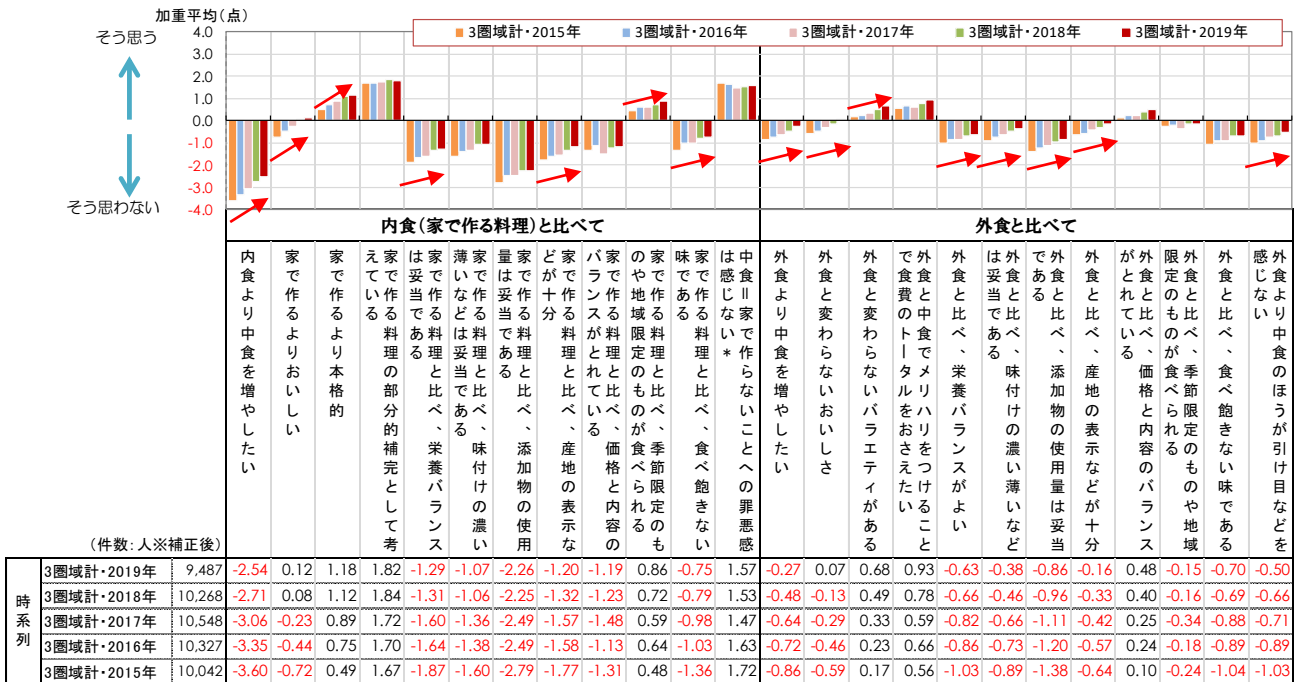 加重平均(点)
そう思う
そう思わない
4.0
3.0
2.0
1.0
0.0
-1.0
-2.0
-3.0
-4.0
3圏域計・2015年 3圏域計・2016年 3圏域計・2017年 3圏域計・2018年 3圏域計・2019年
内食(家で作る料理)と比べて
外食と比べて
内食より中食を増やしたい
家で作るよりおいしい
家で作るより本格的
家で作る料理の部分的補完として考
えている
家で作る料理と比べ、栄養バランス
は妥当である
家で作る料理と比べ、味付けの濃い
薄いなどは妥当である
家で作る料理と比べ、添加物の使用
量は妥当である
家で作る料理と比べ、産地の表示な
どが十分
家で作る料理と比べ、価格と内容の
バランスがとれている
家で作る料理と比べ、季節限定のも
のや地域限定のものが食べられる
家で作る料理と比べ、食べ飽きない
味である
中食=家で作らないことへの罪悪感
は感じない*
外食より中食を増やしたい
外食と変わらないおいしさ
外食と変わらないバラエティがある
外食と中食でメリハリをつけること
で食費のトータルをおさえたい
外食と比べ、栄養バランスがよい
外食と比べ、味付けの濃い薄いなど
は妥当である
外食と比べ、添加物の使用量は妥当
である
外食と比べ、産地の表示などが十分
外食と比べ、価格と内容のバランス
がとれている
外食と比べ、季節限定のものや地域
限定のものが食べられる
外食と比べ、食べ飽きない味である
外食より中食のほうが引け目などを
感じない
(件数:人※補正後)
時系列
3圏域計・2019年 9,487 -2.54 0.12 1.18 1.82 -1.29 -1.07 -2.26 -1.20 -1.19 0.86 -0.75 1.57 -0.27 0.07 0.68 0.93 -0.63 -0.38 -0.86 -0.16 0.48 -0.15 -0.70 -0.50
3圏域計・2018年 10,268 -2.71 0.08 1.12 1.84 -1.31 -1.06 -2.25 -1.32 -1.23 0.72 -0.79 1.53 -0.48 -0.13 0.49 0.78 -0.66 -0.46 -0.96 -0.33 0.40 -0.16 -0.69 -0.66
3圏域計・2017年 10,548 -3.06 -0.23 0.89 1.72 -1.60 -1.36 -2.49 -1.57 -1.48 0.59 -0.98 1.47 -0.64 -0.29 0.33 0.59 -0.82 -0.66 -1.11 -0.42 0.25 -0.34 -0.88 -0.71
3圏域計・2016年 10,327 -3.35 -0.44 0.75 1.70 -1.64 -1.38 -2.49 -1.58 -1.13 0.64 -1.03 1.63 -0.72 -0.46 0.23 0.66 -0.86 -0.73 -1.20 -0.57 0.24 -0.18 -0.89 -0.89
3圏域計・2015年 10,042 -3.60 -0.72 0.49 1.67 -1.87 -1.60 -2.79 -1.77 -1.31 0.48 -1.36 1.72 -0.86 -0.59 0.17 0.56 -1.03 -0.89 -1.38 -0.64 0.10 -0.24 -1.04 -1.03